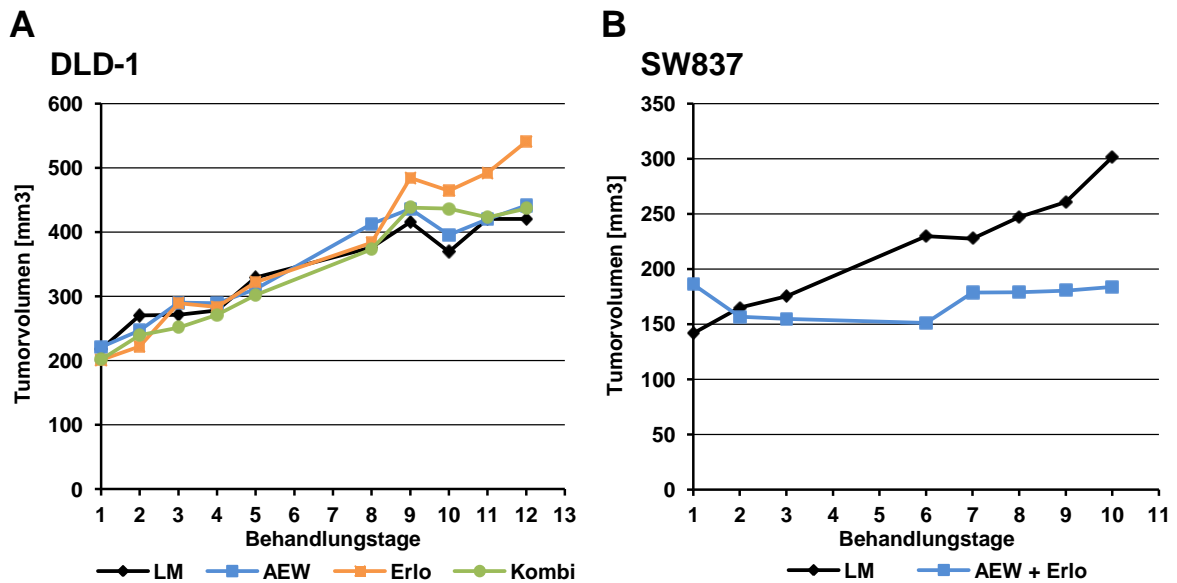 A
DLD-1
600
500
400
300
200
100
0
Tumorvolumen [mm3]
1 2 3 4 5 6 7 8 9 10 11 12 13
Behandlungstage
LM AEW Erlo Kombi
B
SW837
350
300
250
200
150
100
50
0
Tumorvolumen [mm3]
1 2 3 4 5 6 7 8 9 10 11
Behandlungstage
LM AEW + Erlo